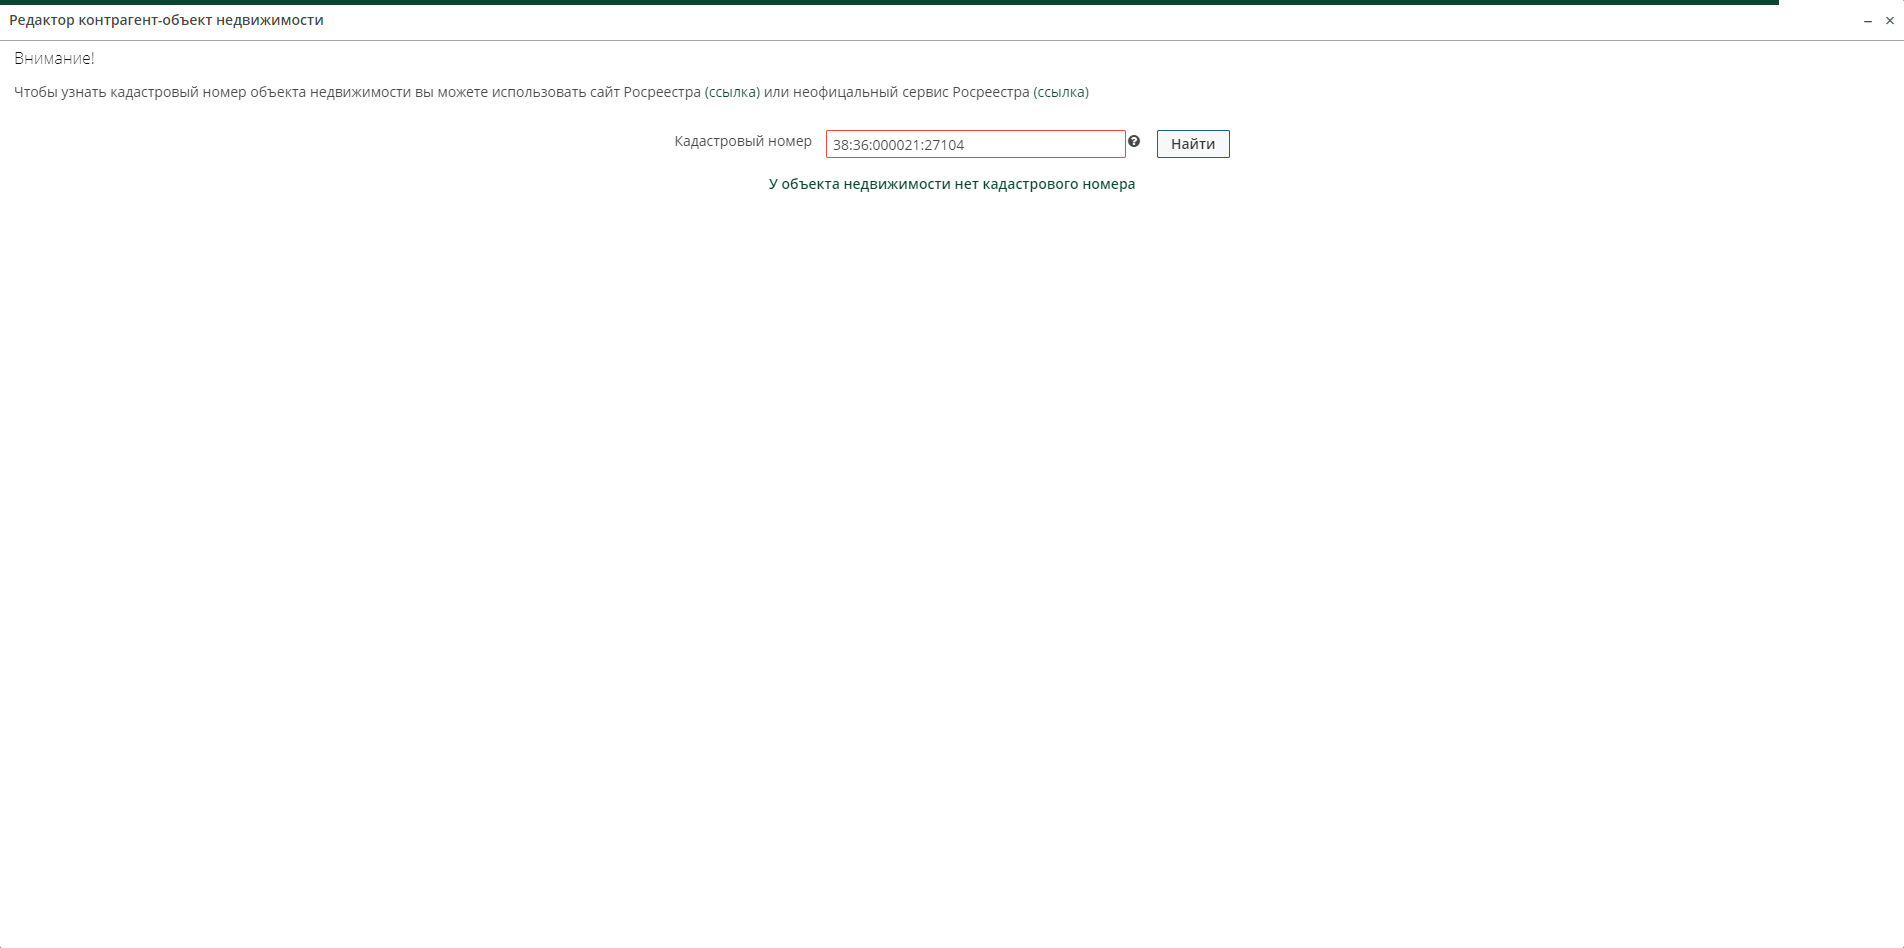 Редактор контрагент-объект недвижимости
Внимание!
Чтобы узнать кадастровый номер объекта недвижимости вы можете использовать сайт Росреестра (ссылка) или неофицальный сервис Росреестра (ссылка)
Кадастровый номер 38:36:000021:27104 Найти
У объекта недвижимости нет кадастрового номера